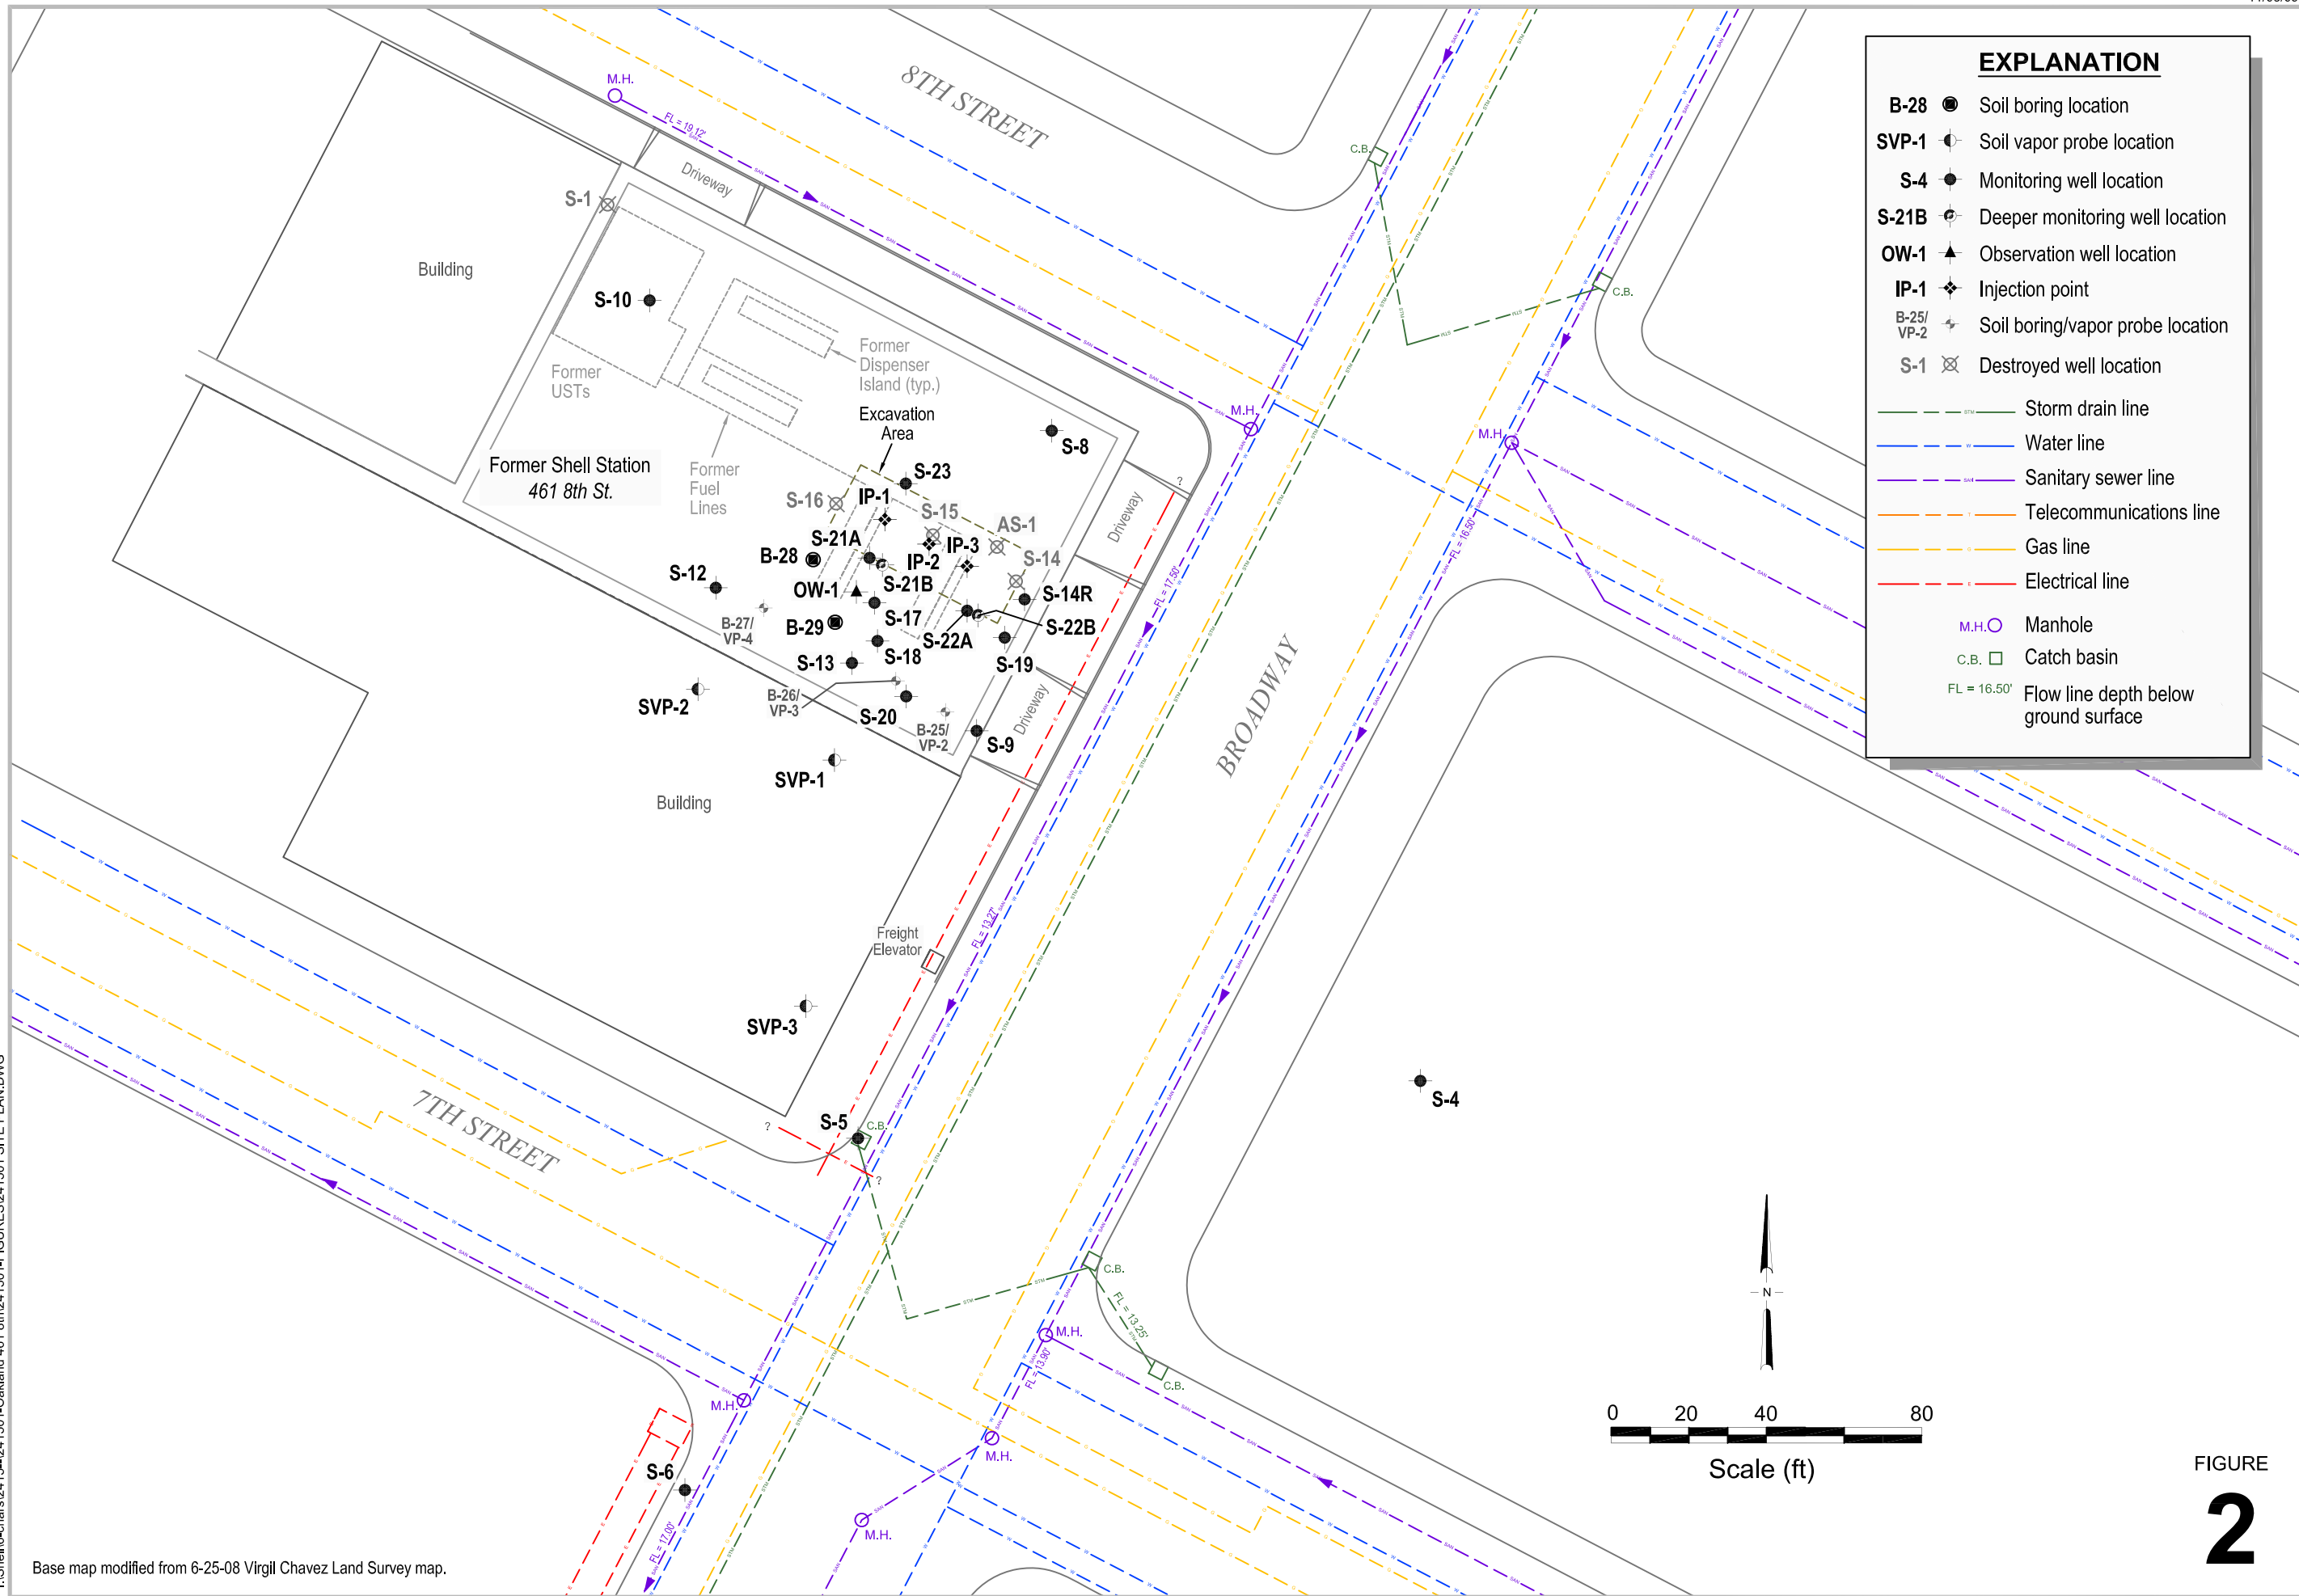 EXPLANATION
B-28 Soil boring location
SVP-1 Soil vapor probe location
S-4 Monitoring well location
S-21B Deeper monitoring well location
OW-1 Observation well location
IP-1 Injection point
B-25/
VP-2 Soil boring/vapor probe location
S-1 Destroyed well location
STM Storm drain line
W Water line
SAN Sanitary sewer line
T Telecommunications line
G Gas line
E Electrical line
M.H. Manhole
C.B. Catch basin
FL = 16.50' Flow line depth below
ground surface
8TH STREET
M.H.
FL = 19.12'
Driveway
S-1
Building
S-10
Former
USTs
Former
Dispenser
Island (typ.)
Excavation
Area
Former Shell Station
461 8th St.
Former
Fuel
Lines
S-8
S-23
S-16
IP-1
S-15
AS-1
S-21A
IP-2
IP-3
S-14
B-28
S-21B
S-12
OW-1
S-14R
S-17
B-27/
VP-4
B-29
S-22A
S-22B
S-18
S-19
S-13
B-26/
VP-3
SVP-2
S-20
B-25/
VP-2
S-9
SVP-1
Building
Driveway
Driveway
?
M.H.
C.B.
C.B.
M.H.
FL = 17.50'
FL = 16.50'
BROADWAY
FL = 13.27'
Freight
Elevator
SVP-3
S-4
S-5
C.B.
?
?
7TH STREET
C.B.
FL = 13.25'
M.H.
FL = 13.90'
C.B.
M.H.
M.H.
M.H.
S-6
FL = 17.00'
N
0 20 40 80
Scale (ft)
FIGURE
2
Base map modified from 6-25-08 Virgil Chavez Land Survey map.